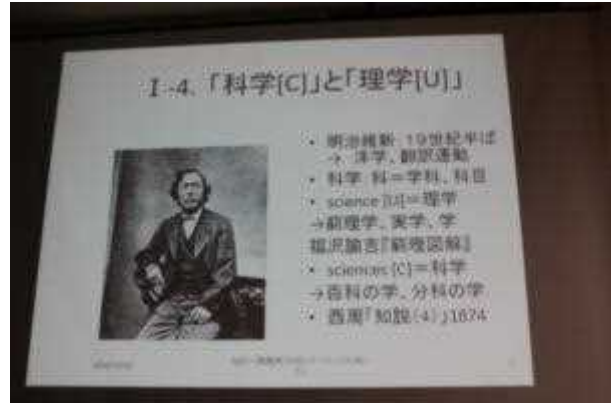 I-4. 「科学[C]」と「理学[U]」
• 明治維新 19世紀半ば
→ 洋学、翻訳運動
• 科学 科＝学科、科目
• science [U]＝理学
→窮理学、実学、学
福沢諭吉『窮理図解』
• sciences [C]＝科学
→百科の学、分科の学
• 西周「知説(4)」1874